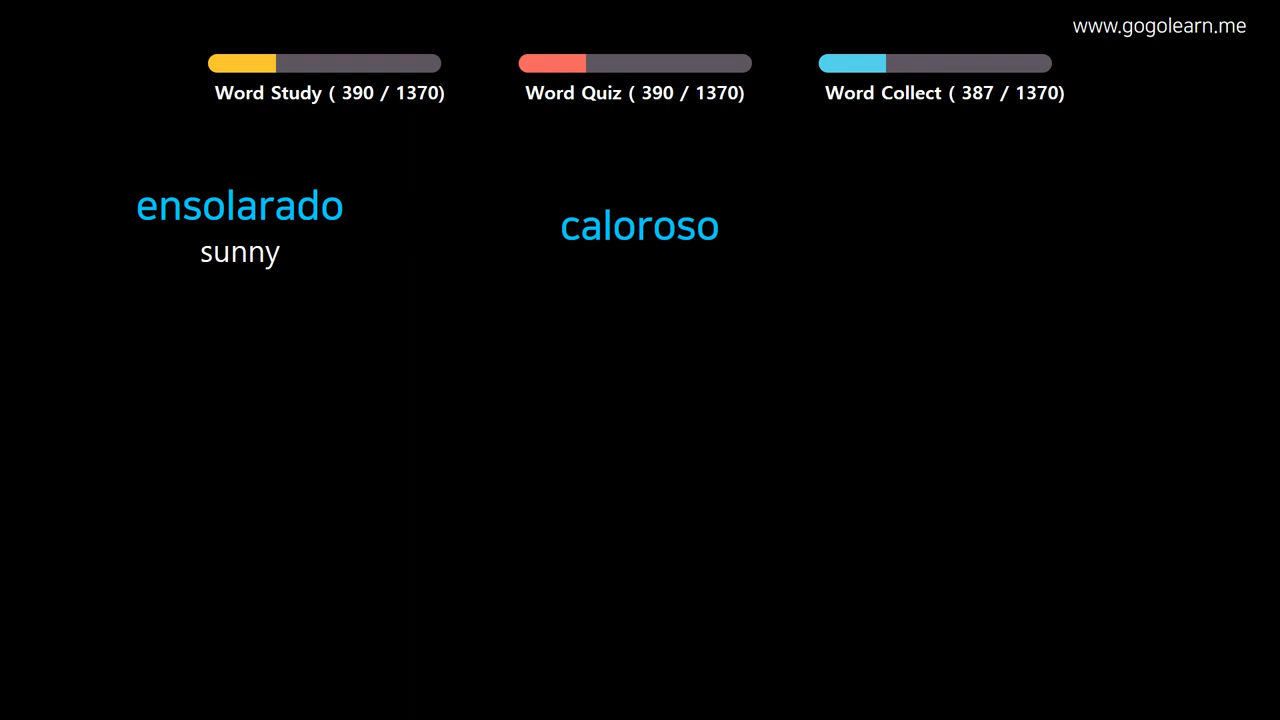 www.gogolearn.me
Word Study ( 390 / 1370)
Word Quiz ( 390 / 1370)
Word Collect ( 387 / 1370)
ensolarado
sunny
caloroso